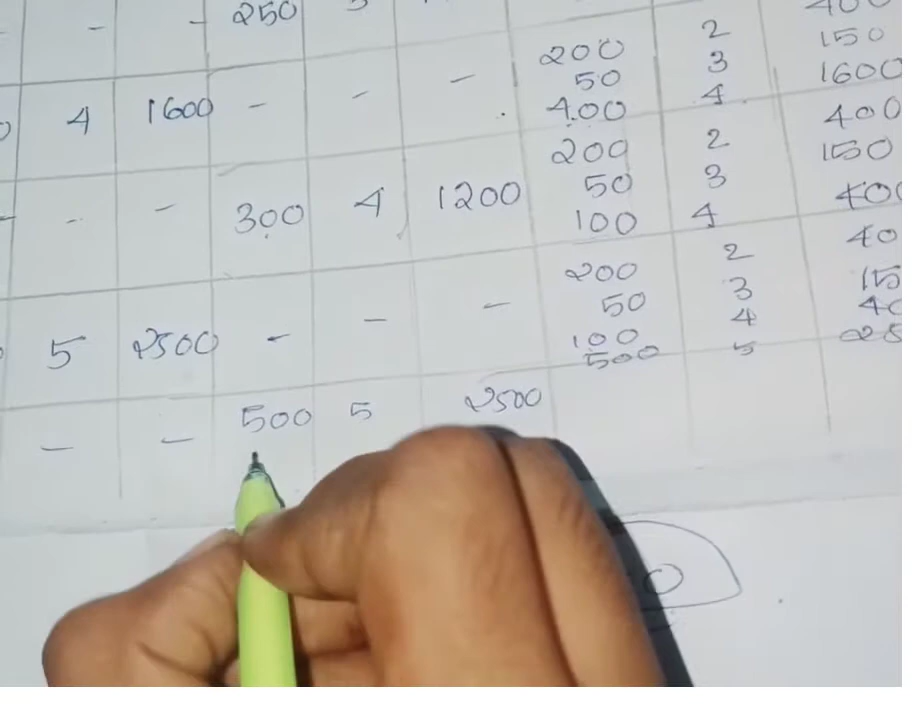 - - 250
200 2
50 3 150
4 1600 - - - 400 4 1600
200 2 400
50 3 150
- - - 300 4 1200 100 4
200 2
50 3
5 2500 - - - 100 4
500 5
- - 500 5 2500